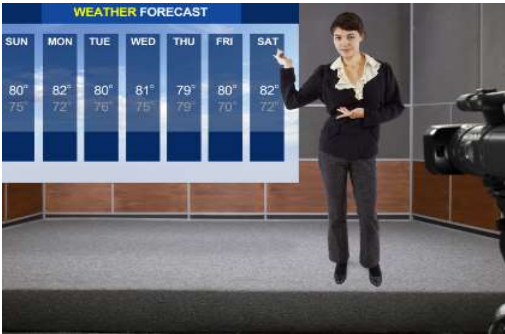 WEATHER FORECAST
SUN MON TUE WED THU FRI SAT
80° 82° 80° 81° 79° 80° 82°
75° 72° 76° 75° 79° 70° 72°